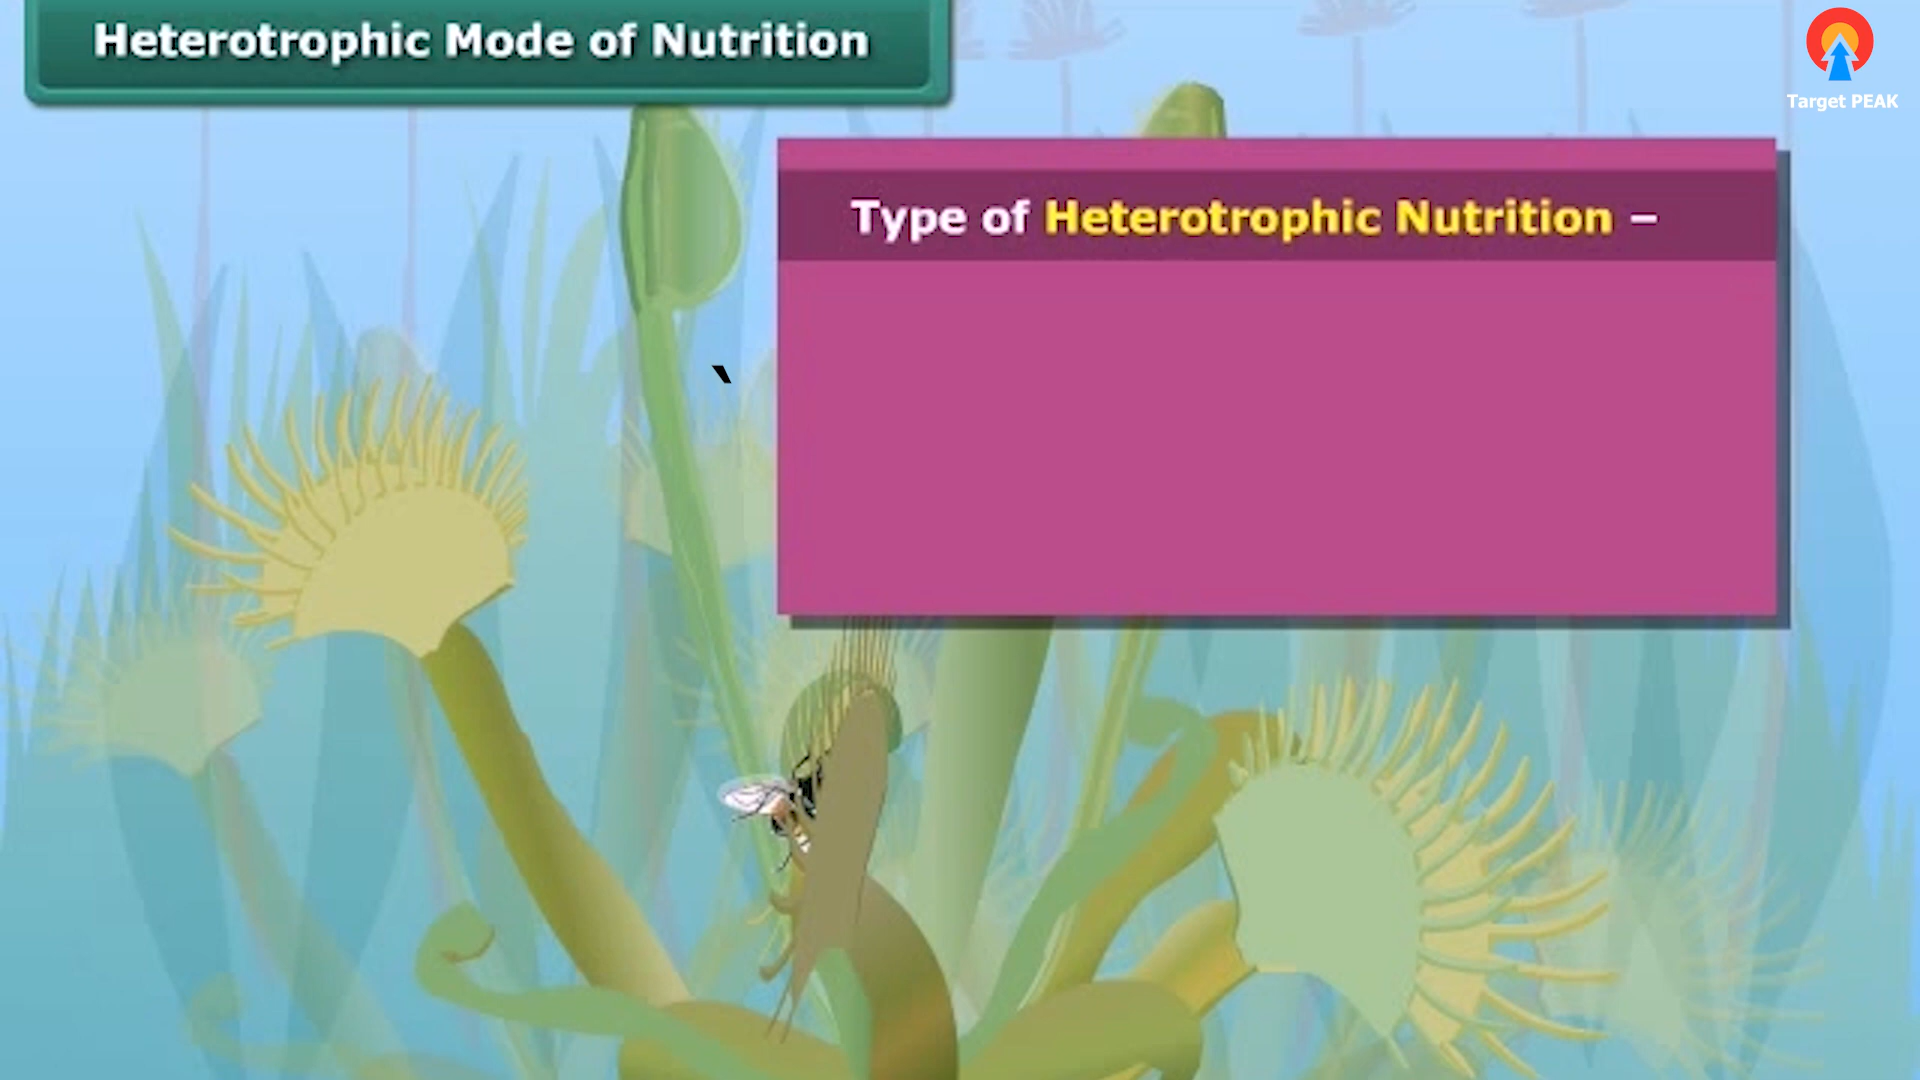 Heterotrophic Mode of Nutrition
Target PEAK
Type of Heterotrophic Nutrition –
`